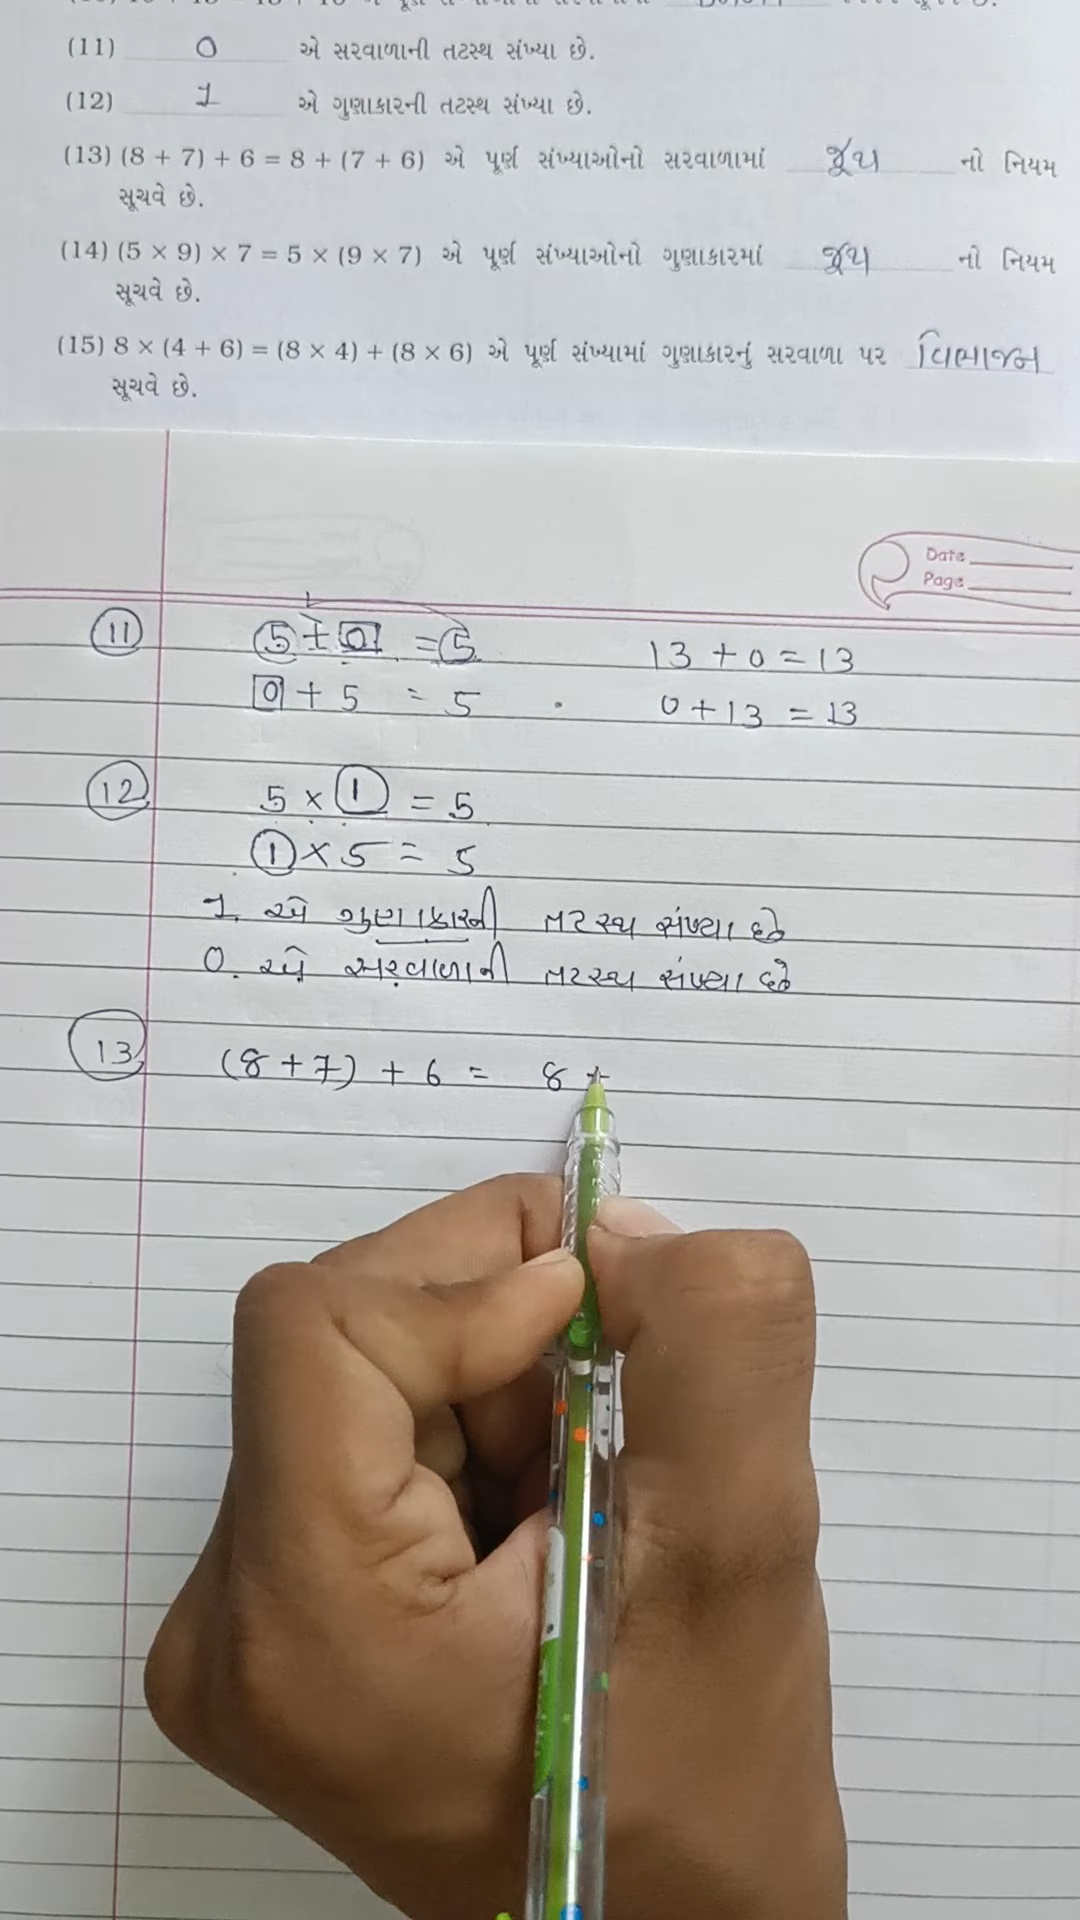 (11) 0 એ સરવાળાની તટસ્થ સંખ્યા છે.
(12) 1 એ ગુણાકારની તટસ્થ સંખ્યા છે.
(13) (8 + 7) + 6 = 8 + (7 + 6) એ પૂર્ણ સંખ્યાઓનો સરવાળામાં જૂથ નો નિયમ
સૂચવે છે.
(14) (5 × 9) × 7 = 5 × (9 × 7) એ પૂર્ણ સંખ્યાઓનો ગુણાકારમાં જૂથ નો નિયમ
સૂચવે છે.
(15) 8 × (4 + 6) = (8 × 4) + (8 × 6) એ પૂર્ણ સંખ્યામાં ગુણાકારનું સરવાળા પર વિભાજન
સૂચવે છે.
Date
Page
11 5 + 0 = 5 13 + 0 = 13
0 + 5 = 5 0 + 13 = 13
12 5 × 1 = 5
1 × 5 = 5
1. એ ગુણાકારની તટસ્થ સંખ્યા છે
0. એ સરવાળાની તટસ્થ સંખ્યા છે
13 (8 + 7) + 6 = 8 +